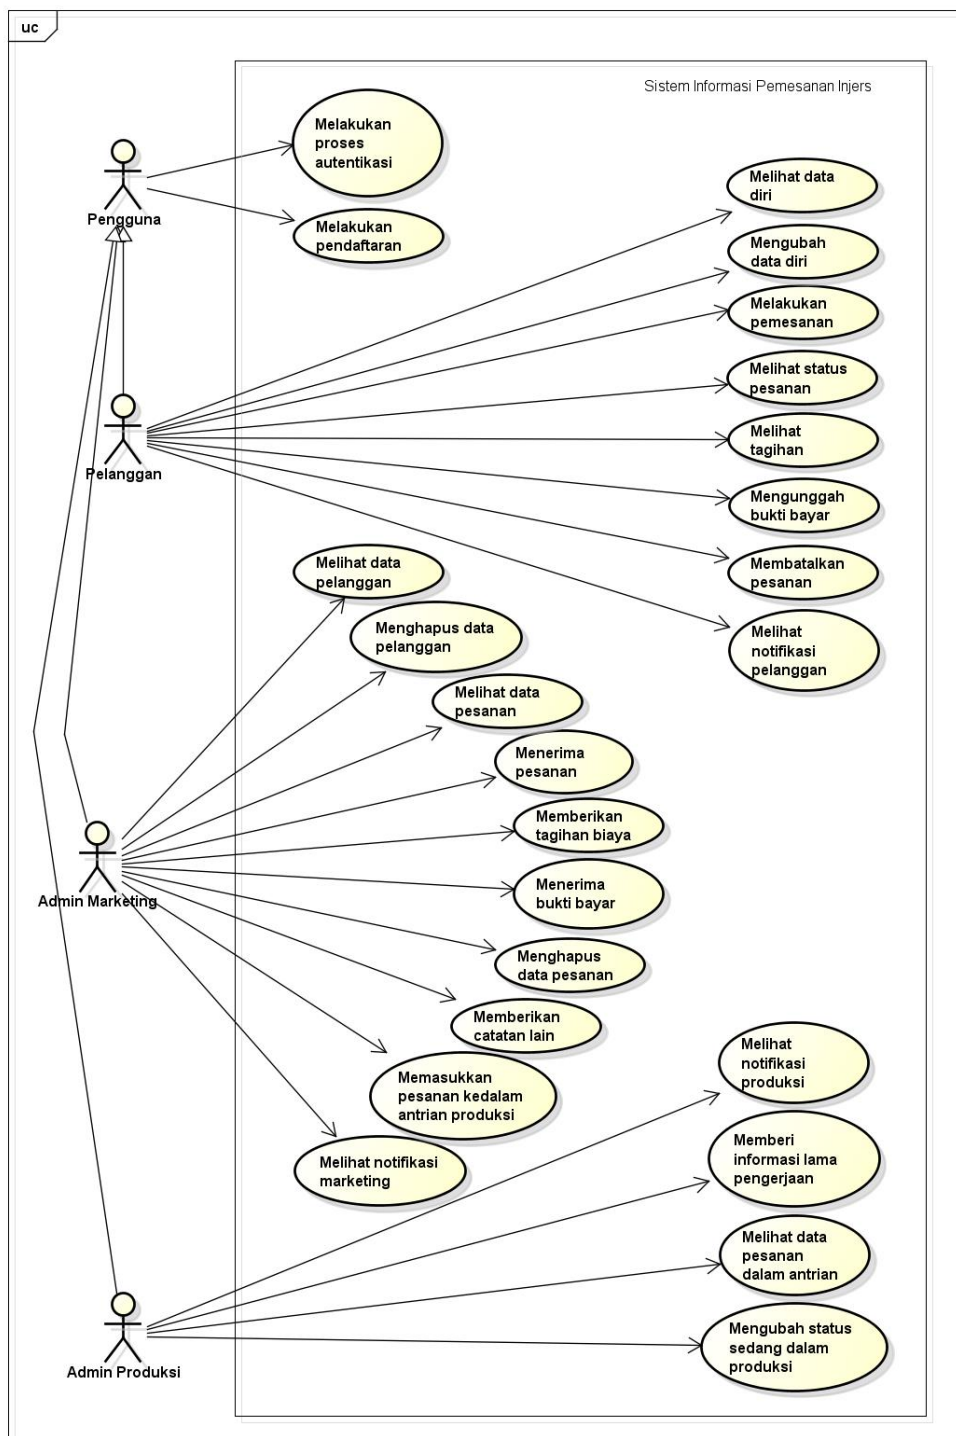 uc
Sistem Informasi Pemesanan Injers
Melakukan
proses
autentikasi
Pengguna
Melakukan
pendaftaran
Melihat data
diri
Mengubah
data diri
Melakukan
pemesanan
Melihat status
pesanan
Pelanggan
Melihat
tagihan
Mengunggah
bukti bayar
Membatalkan
pesanan
Melihat
notifikasi
pelanggan
Melihat data
pelanggan
Menghapus data
pelanggan
Melihat data
pesanan
Menerima
pesanan
Memberikan
tagihan biaya
Admin Marketing
Menerima
bukti bayar
Menghapus
data pesanan
Memberikan
catatan lain
Memasukkan
pesanan kedalam
antrian produksi
Melihat notifikasi
marketing
Melihat
notifikasi
produksi
Memberi
informasi lama
pengerjaan
Melihat data
pesanan
dalam antrian
Mengubah status
sedang dalam
produksi
Admin Produksi